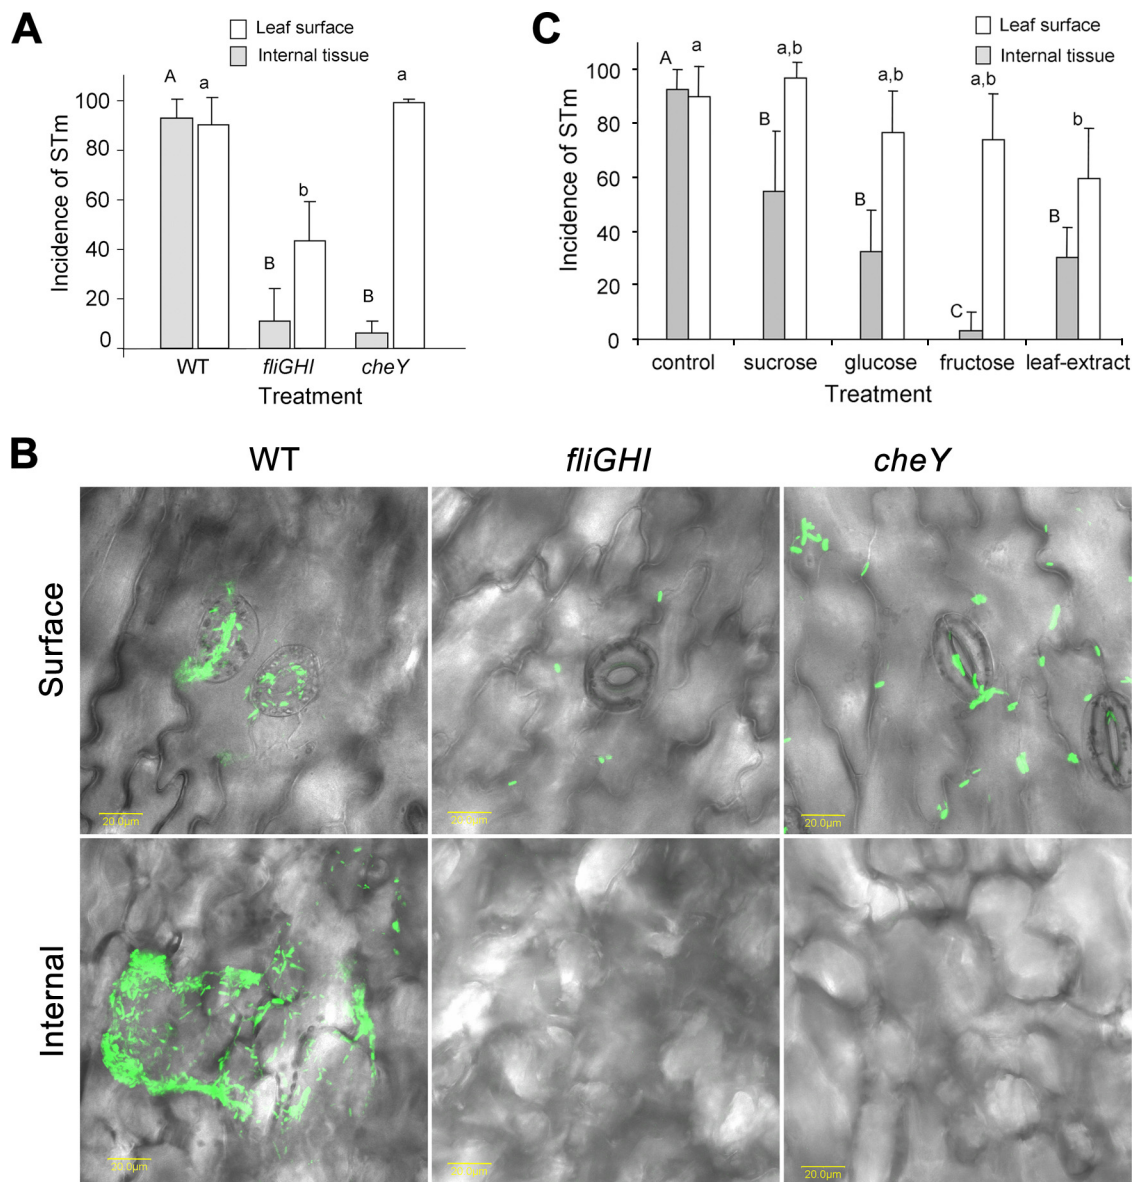 A
Leaf surface
Internal tissue
Incidence of STm
100
80
60
40
20
0
A
a
B
b
B
a
WT
fliGHI
cheY
Treatment
C
Leaf surface
Internal tissue
Incidence of STm
100
80
60
40
20
0
A
a
B
a,b
B
a,b
C
a,b
B
b
control
sucrose
glucose
fructose
leaf-extract
Treatment
B
WT
fliGHI
cheY
Surface
20.0µm
20.0µm
20.0µm
Internal
20.0µm
20.0µm
20.0µm